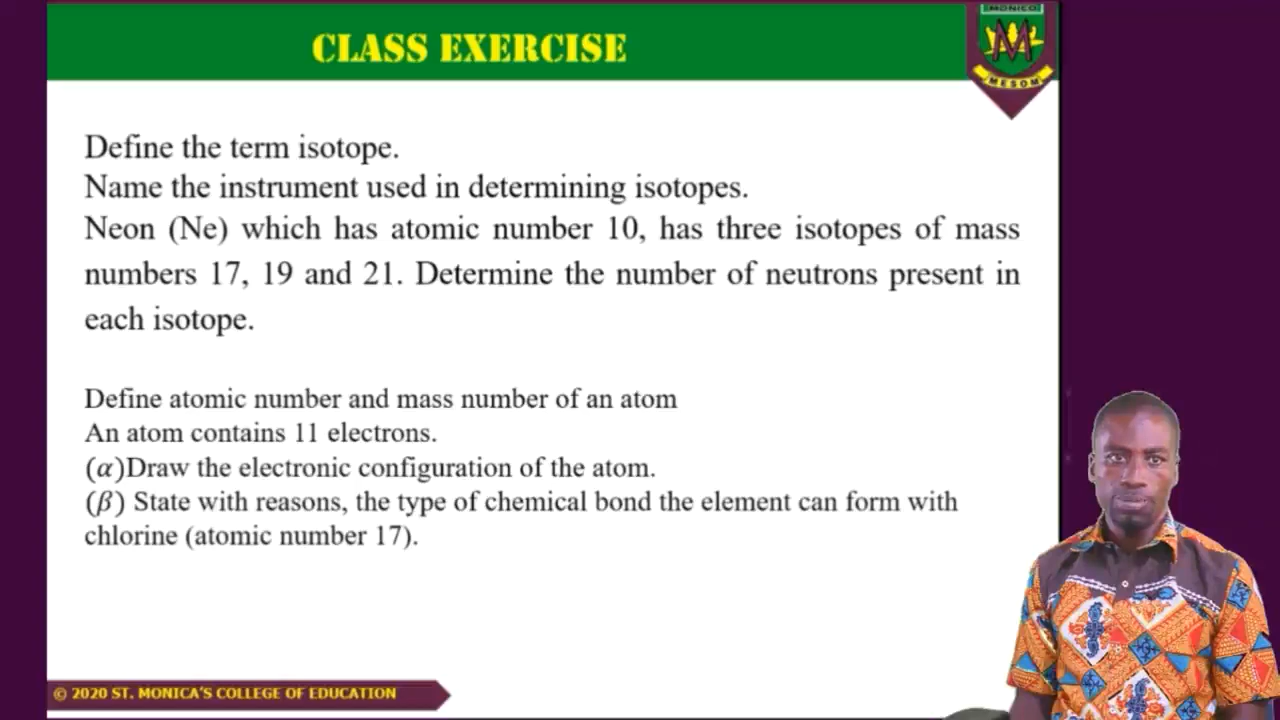 CLASS EXERCISE
MONICO
M
MESOM
Define the term isotope.
Name the instrument used in determining isotopes.
Neon (Ne) which has atomic number 10, has three isotopes of mass
numbers 17, 19 and 21. Determine the number of neutrons present in
each isotope.
Define atomic number and mass number of an atom
An atom contains 11 electrons.
(α)Draw the electronic configuration of the atom.
(β) State with reasons, the type of chemical bond the element can form with
chlorine (atomic number 17).
© 2020 ST. MONICA'S COLLEGE OF EDUCATION